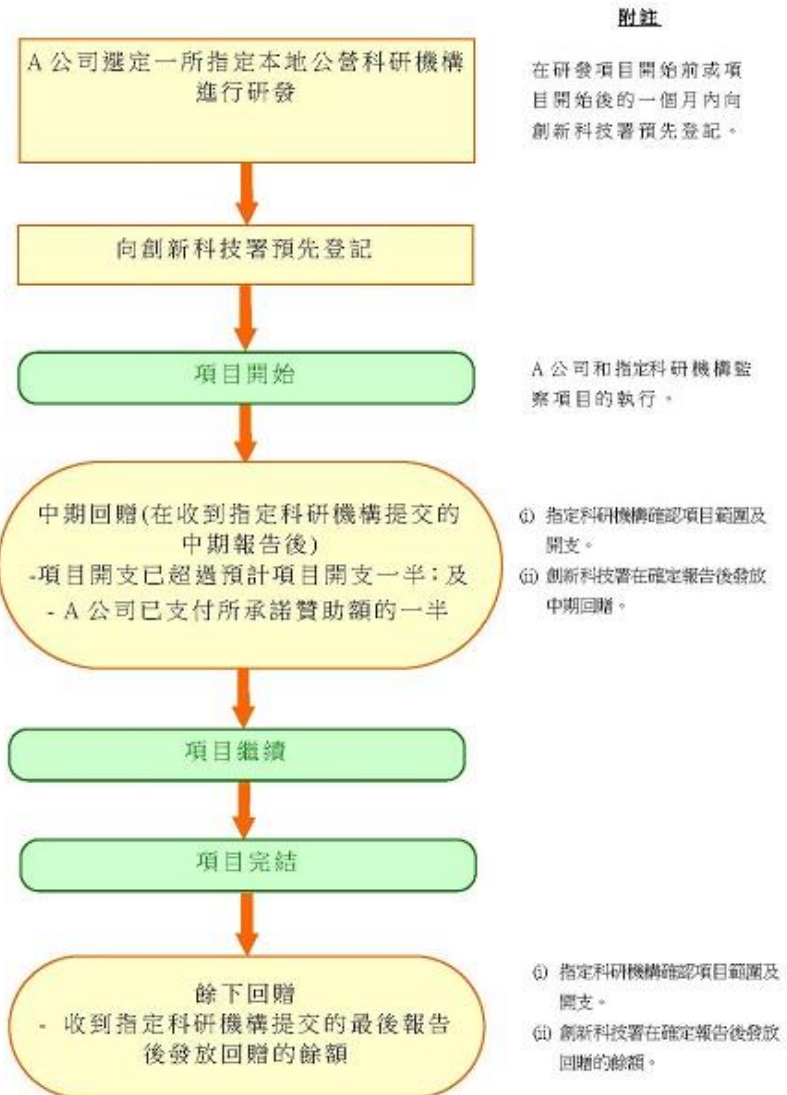 附註
A公司選定一所指定本地公營科研機構
進行研發
在研發項目開始前或項
目開始後的一個月內向
創新科技署預先登記。
向創新科技署預先登記
項目開始
A公司和指定科研機構監
察項目的執行。
中期回贈(在收到指定科研機構提交的
中期報告後)
-項目開支已超過預計項目開支一半；及
- A公司已支付所承諾贊助額的一半
(i) 指定科研機構確認項目範圍及
開支。
(ii) 創新科技署在確定報告後發放
中期回贈。
項目繼續
項目完結
餘下回贈
- 收到指定科研機構提交的最後報告
後發放回贈的餘額
(i) 指定科研機構確認項目範圍及
開支。
(ii) 創新科技署在確定報告後發放
回贈的餘額。